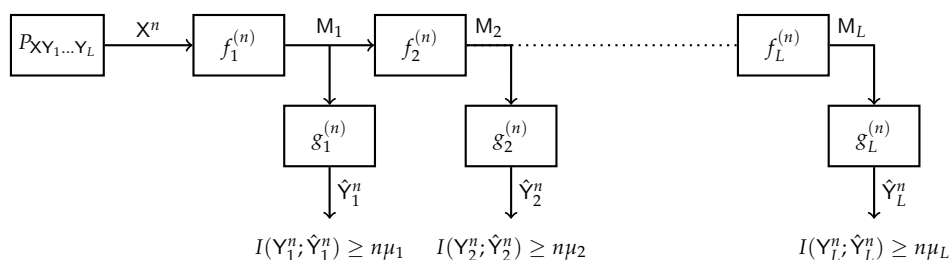 P_{XY_1...Y_L} X^n f_1^{(n)} M_1 f_2^{(n)} M_2 f_L^{(n)} M_L
g_1^{(n)} g_2^{(n)} g_L^{(n)}
Ŷ_1^n Ŷ_2^n Ŷ_L^n
I(Y_1^n; Ŷ_1^n) ≥ nμ_1 I(Y_2^n; Ŷ_2^n) ≥ nμ_2 I(Y_L^n; Ŷ_L^n) ≥ nμ_L